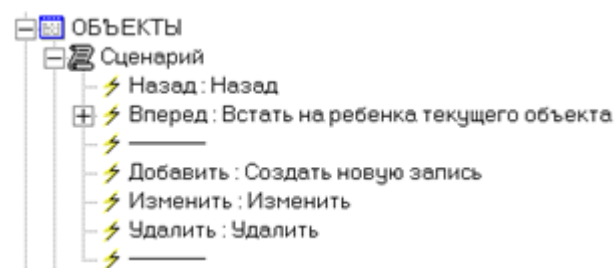 ОБЪЕКТЫ
Сценарий
Назад : Назад
Вперед : Встать на ребенка текущего объекта
Добавить : Создать новую запись
Изменить : Изменить
Удалить : Удалить